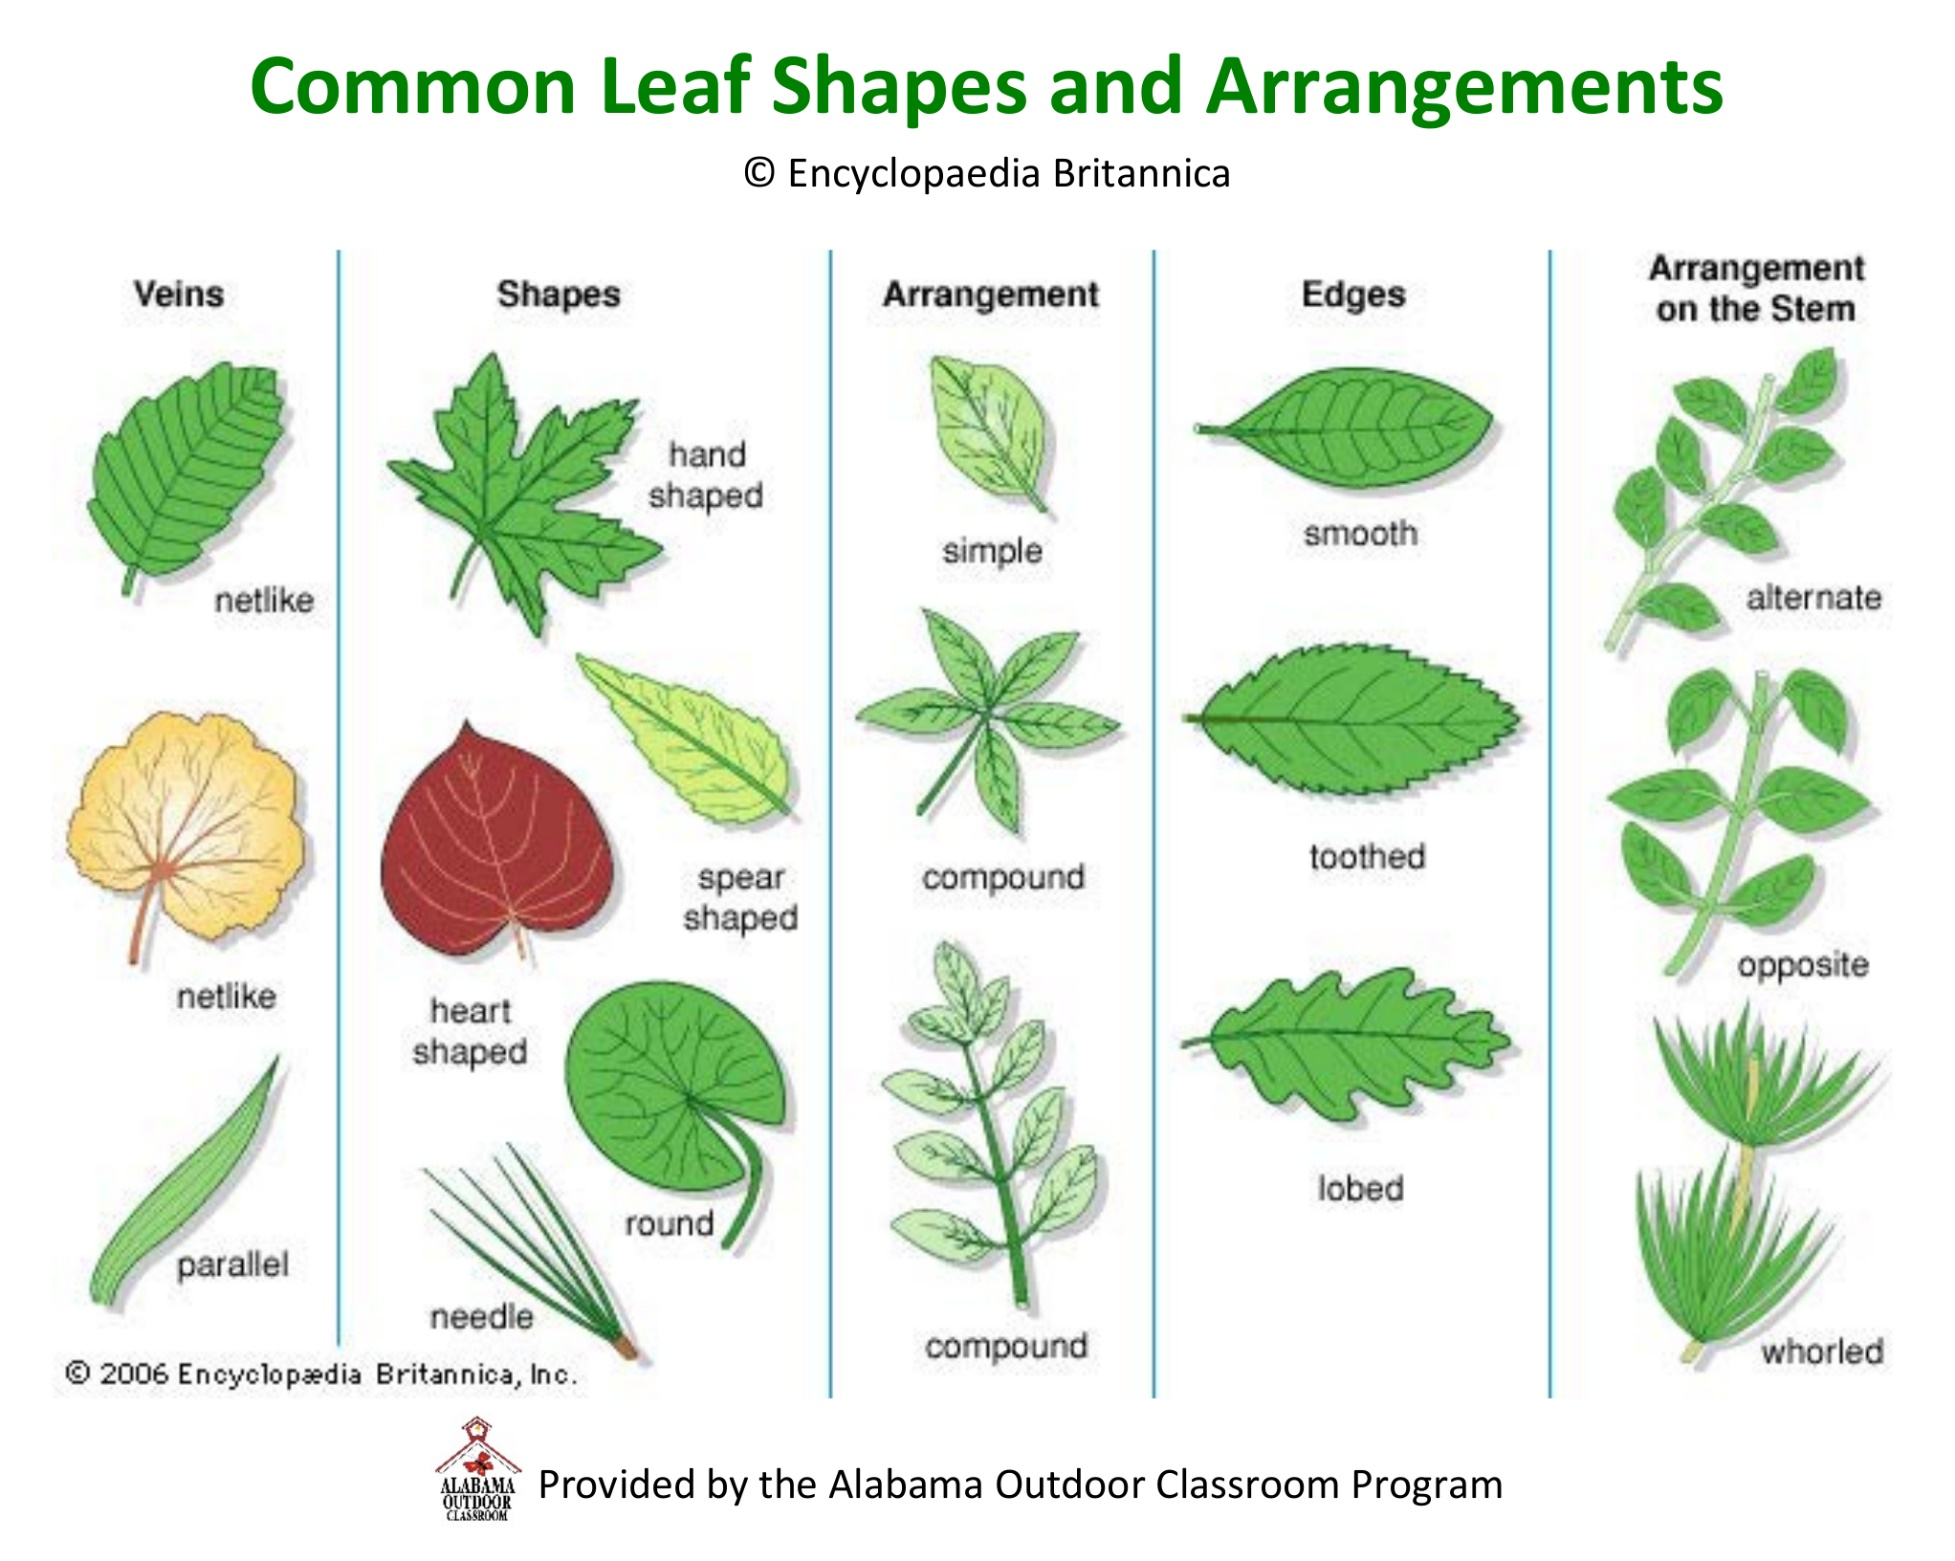 Common Leaf Shapes and Arrangements
© Encyclopaedia Britannica
Veins
netlike
netlike
parallel
Shapes
hand
shaped
spear
shaped
heart
shaped
round
needle
Arrangement
simple
compound
compound
Edges
smooth
toothed
lobed
Arrangement
on the Stem
alternate
opposite
whorled
© 2006 Encyclopædia Britannica, Inc.
ALABAMA
OUTDOOR
CLASSROOM
Provided by the Alabama Outdoor Classroom Program